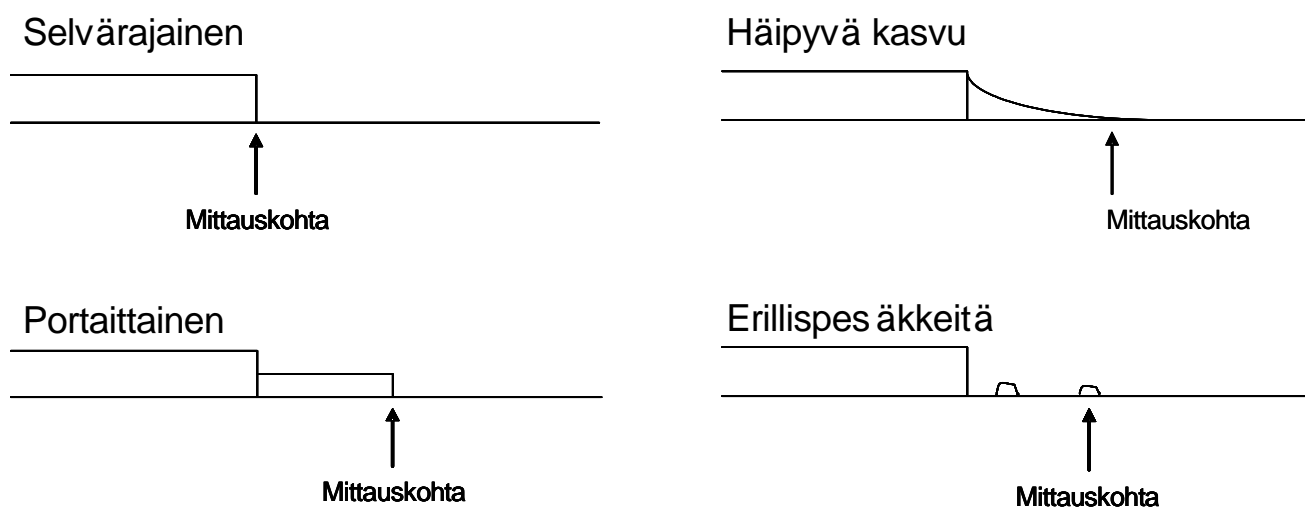 Selvärajainen
Mittauskohta
Häipyvä kasvu
Mittauskohta
Portaittainen
Mittauskohta
Erillispesäkkeitä
Mittauskohta